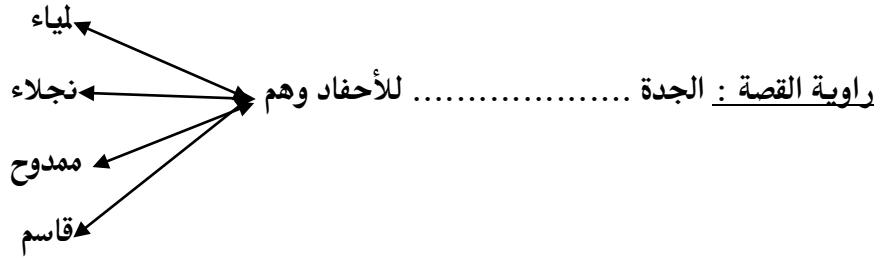 لمياء
راوية القصة : الجدة .................... للأحفاد وهم نجلاء
ممدوح
قاسم